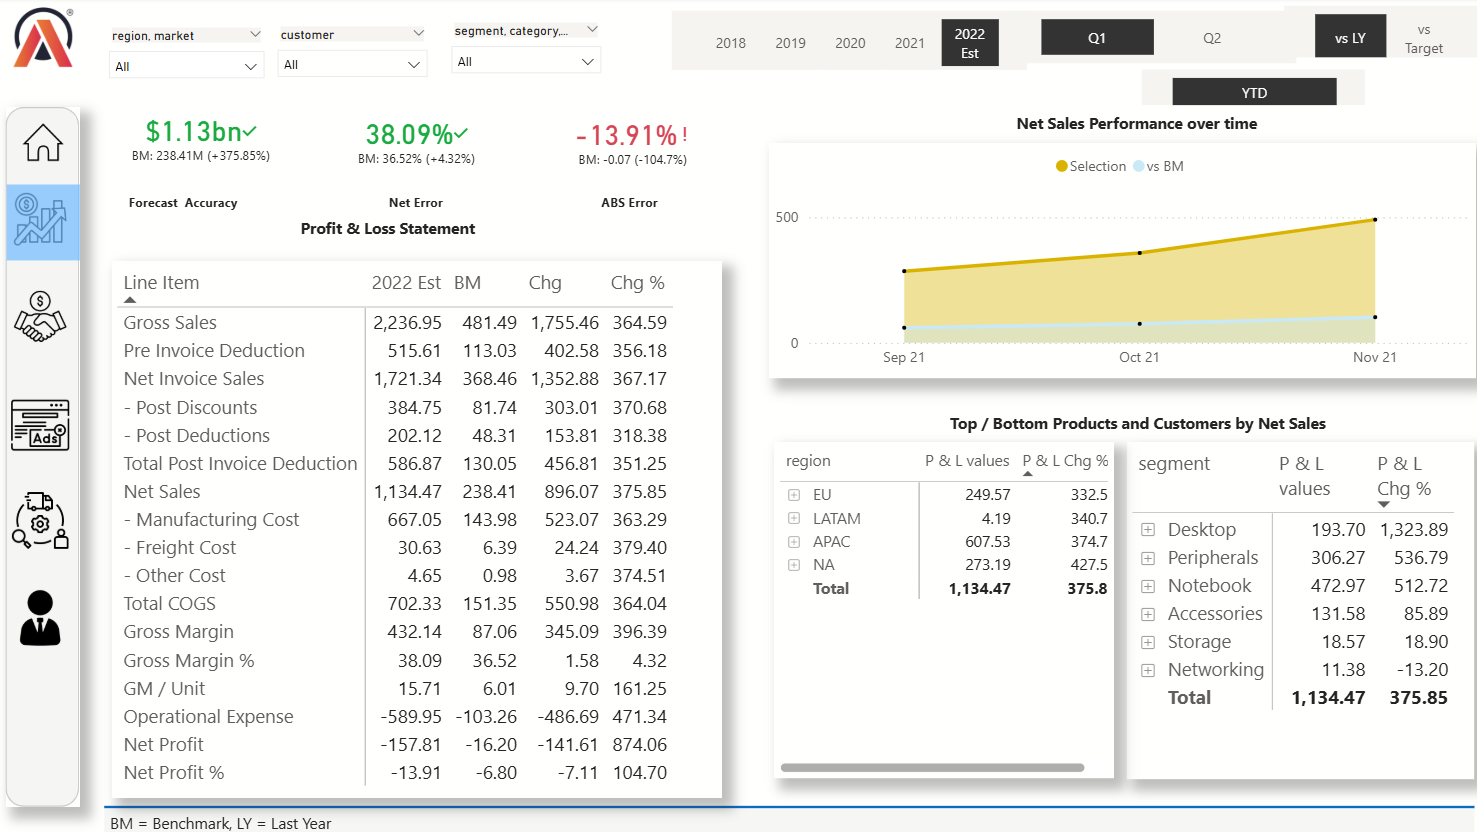 region, market
customer
segment, category,...
All
All
All
2018
2019
2020
2021
2022
Est
Q1
Q2
vs LY
vs
Target
YTD
$1.13bn
BM: 238.41M (+375.85%)
Forecast Accuracy
38.09%
BM: 36.52% (+4.32%)
Net Error
-13.91% !
BM: -0.07 (-104.7%)
ABS Error
Net Sales Performance over time
Selection vs BM
500
0
Sep 21 Oct 21 Nov 21
Profit & Loss Statement
Line Item 2022 Est BM Chg Chg %
Gross Sales 2,236.95 481.49 1,755.46 364.59
Pre Invoice Deduction 515.61 113.03 402.58 356.18
Net Invoice Sales 1,721.34 368.46 1,352.88 367.17
- Post Discounts 384.75 81.74 303.01 370.68
- Post Deductions 202.12 48.31 153.81 318.38
Total Post Invoice Deduction 586.87 130.05 456.81 351.25
Net Sales 1,134.47 238.41 896.07 375.85
- Manufacturing Cost 667.05 143.98 523.07 363.29
- Freight Cost 30.63 6.39 24.24 379.40
- Other Cost 4.65 0.98 3.67 374.51
Total COGS 702.33 151.35 550.98 364.04
Gross Margin 432.14 87.06 345.09 396.39
Gross Margin % 38.09 36.52 1.58 4.32
GM / Unit 15.71 6.01 9.70 161.25
Operational Expense -589.95 -103.26 -486.69 471.34
Net Profit -157.81 -16.20 -141.61 874.06
Net Profit % -13.91 -6.80 -7.11 104.70
Top / Bottom Products and Customers by Net Sales
region P & L values P & L Chg %
EU 249.57 332.5
LATAM 4.19 340.7
APAC 607.53 374.7
NA 273.19 427.5
Total 1,134.47 375.8
segment P & L values P & L Chg %
Desktop 193.70 1,323.89
Peripherals 306.27 536.79
Notebook 472.97 512.72
Accessories 131.58 85.89
Storage 18.57 18.90
Networking 11.38 -13.20
Total 1,134.47 375.85
Ads
BM = Benchmark, LY = Last Year